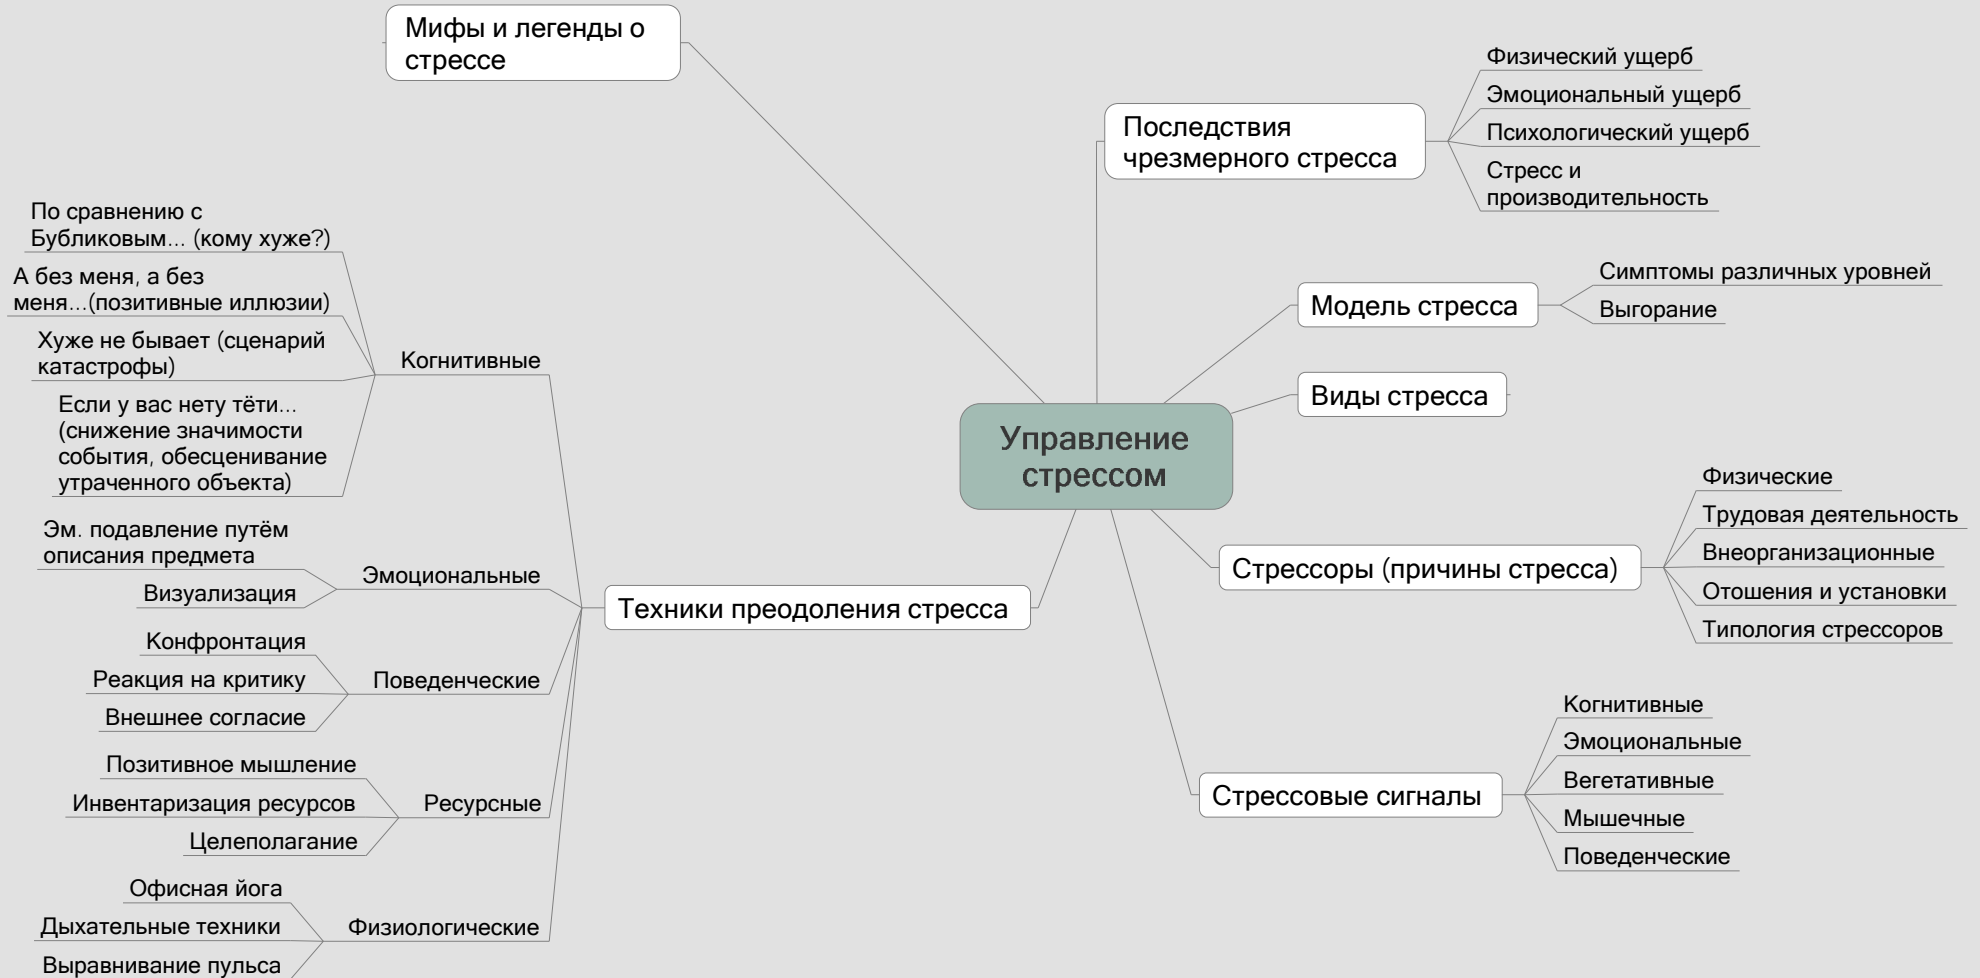 Мифы и легенды о
стрессе
Последствия
чрезмерного стресса
Физический ущерб
Эмоциональный ущерб
Психологический ущерб
Стресс и
производительность
Модель стресса
Симптомы различных уровней
Выгорание
Виды стресса
Управление
стрессом
Стрессоры (причины стресса)
Физические
Трудовая деятельность
Внеорганизационные
Отошения и установки
Типология стрессоров
Стрессовые сигналы
Когнитивные
Эмоциональные
Вегетативные
Мышечные
Поведенческие
Техники преодоления стресса
Когнитивные
По сравнению с
Бубликовым... (кому хуже?)
А без меня, а без
меня...(позитивные иллюзии)
Хуже не бывает (сценарий
катастрофы)
Если у вас нету тёти...
(снижение значимости
события, обесценивание
утраченного объекта)
Эмоциональные
Эм. подавление путём
описания предмета
Визуализация
Поведенческие
Конфронтация
Реакция на критику
Внешнее согласие
Ресурсные
Позитивное мышление
Инвентаризация ресурсов
Целеполагание
Физиологические
Офисная йога
Дыхательные техники
Выравнивание пульса